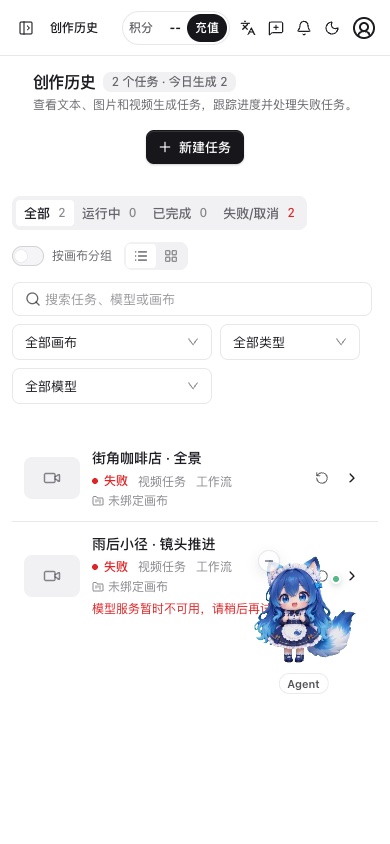 创作历史
积分 -- 充值
创作历史 2 个任务 · 今日生成 2
查看文本、图片和视频生成任务，跟踪进度并处理失败任务。
新建任务
全部 2 运行中 0 已完成 0 失败/取消 2
按画布分组
搜索任务、模型或画布
全部画布 全部类型
全部模型
街角咖啡店 · 全景
失败 视频任务 工作流
未绑定画布
雨后小径 · 镜头推进
失败 视频任务 工作流
未绑定画布
模型服务暂时不可用，请稍后再
Agent